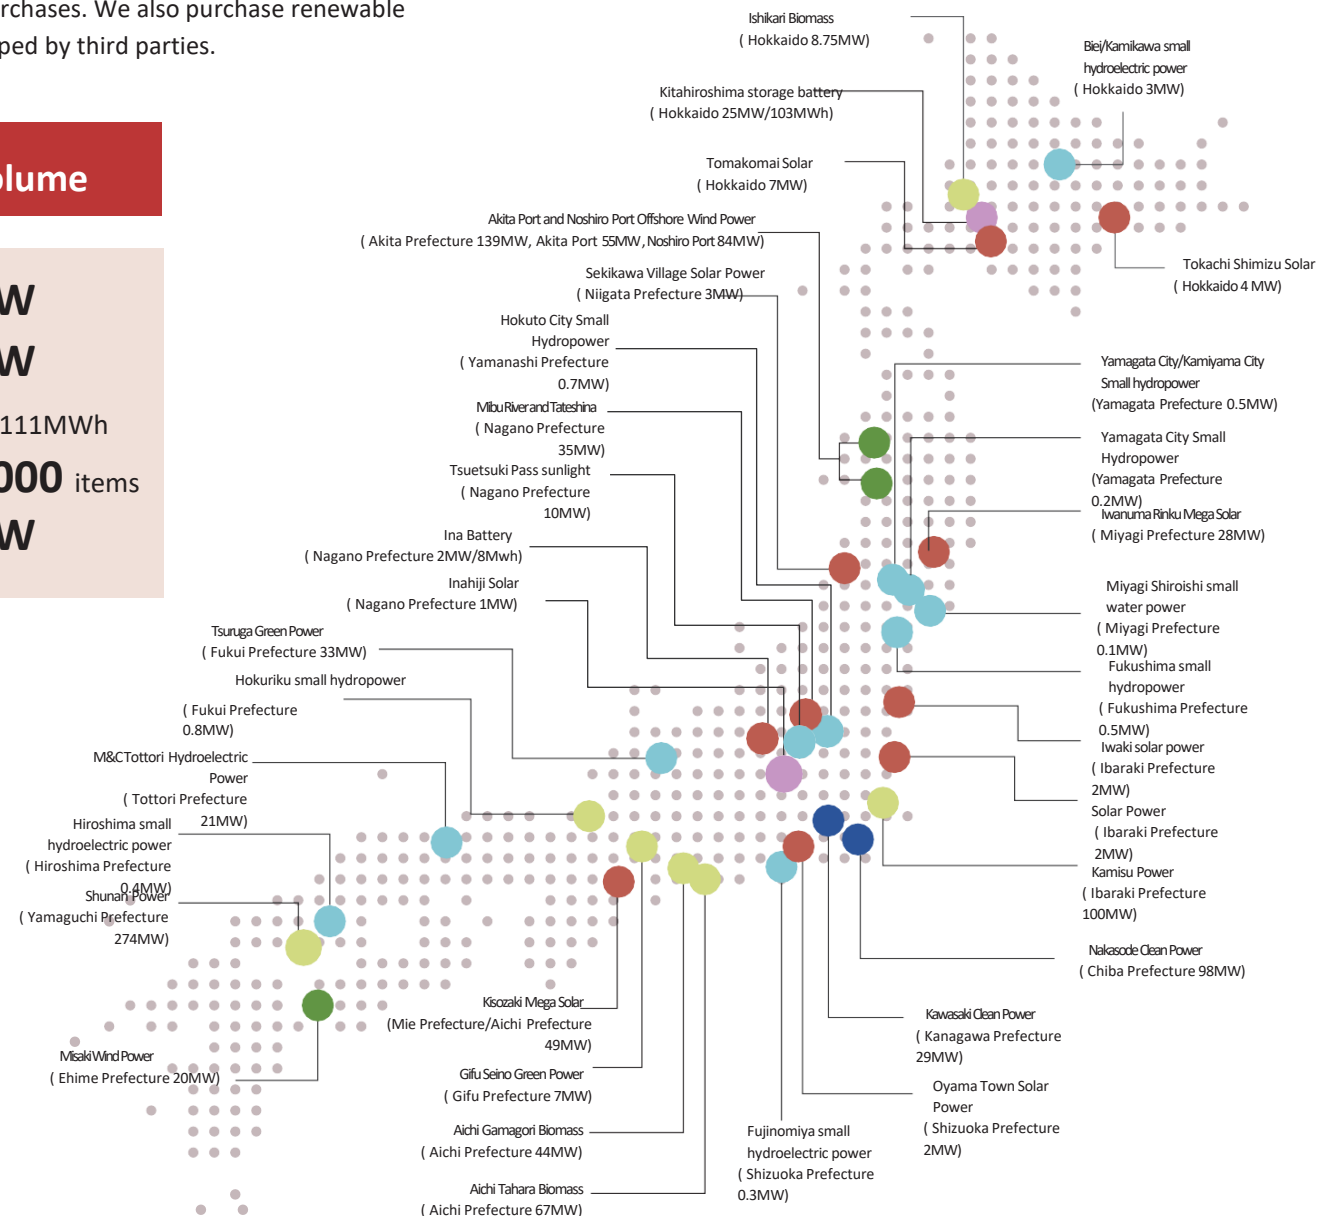 rchases. We also purchase renewable
ped by third parties.
olume
W
W
111MWh
000 items
W
Ishikari Biomass
( Hokkaido 8.75MW)
Biei/Kamikawa small
hydroelectric power
( Hokkaido 3MW)
Kitahiroshima storage battery
( Hokkaido 25MW/103MWh)
Tomakomai Solar
( Hokkaido 7MW)
Akita Port and Noshiro Port Offshore Wind Power
( Akita Prefecture 139MW, Akita Port 55MW, Noshiro Port 84MW)
Tokachi Shimizu Solar
( Hokkaido 4 MW)
Sekikawa Village Solar Power
( Niigata Prefecture 3MW)
Hokuto City Small
Hydropower
( Yamanashi Prefecture
0.7MW)
Mibu River and Tateshina
( Nagano Prefecture
35MW)
Tsuetsuki Pass sunlight
( Nagano Prefecture
10MW)
Ina Battery
( Nagano Prefecture 2MW/8Mwh)
Inahiji Solar
( Nagano Prefecture 1MW)
Tsuruga Green Power
( Fukui Prefecture 33MW)
Hokuriku small hydropower
( Fukui Prefecture
0.8MW)
M&C Tottori Hydroelectric
Power
( Tottori Prefecture
21MW)
Hiroshima small
hydroelectric power
( Hiroshima Prefecture
0.4MW)
Shunan Power
( Yamaguchi Prefecture
274MW)
Misaki Wind Power
( Ehime Prefecture 20MW)
Kisozaki Mega Solar
(Mie Prefecture/Aichi Prefecture
49MW)
Gifu Seino Green Power
( Gifu Prefecture 7MW)
Aichi Gamagori Biomass
( Aichi Prefecture 44MW)
Aichi Tahara Biomass
( Aichi Prefecture 67MW)
Yamagata City/Kamiyama City
Small hydropower
(Yamagata Prefecture 0.5MW)
Yamagata City Small
Hydropower
(Yamagata Prefecture
0.2MW)
Iwanuma Rinku Mega Solar
( Miyagi Prefecture 28MW)
Miyagi Shiroishi small
water power
( Miyagi Prefecture
0.1MW)
Fukushima small
hydropower
( Fukushima Prefecture
0.5MW)
Iwaki solar power
( Ibaraki Prefecture
2MW)
Solar Power
( Ibaraki Prefecture
2MW)
Kamisu Power
( Ibaraki Prefecture
100MW)
Nakasode Clean Power
( Chiba Prefecture 98MW)
Kawasaki Clean Power
( Kanagawa Prefecture
29MW)
Oyama Town Solar
Power
( Shizuoka Prefecture
2MW)
Fujinomiya small
hydroelectric power
( Shizuoka Prefecture
0.3MW)